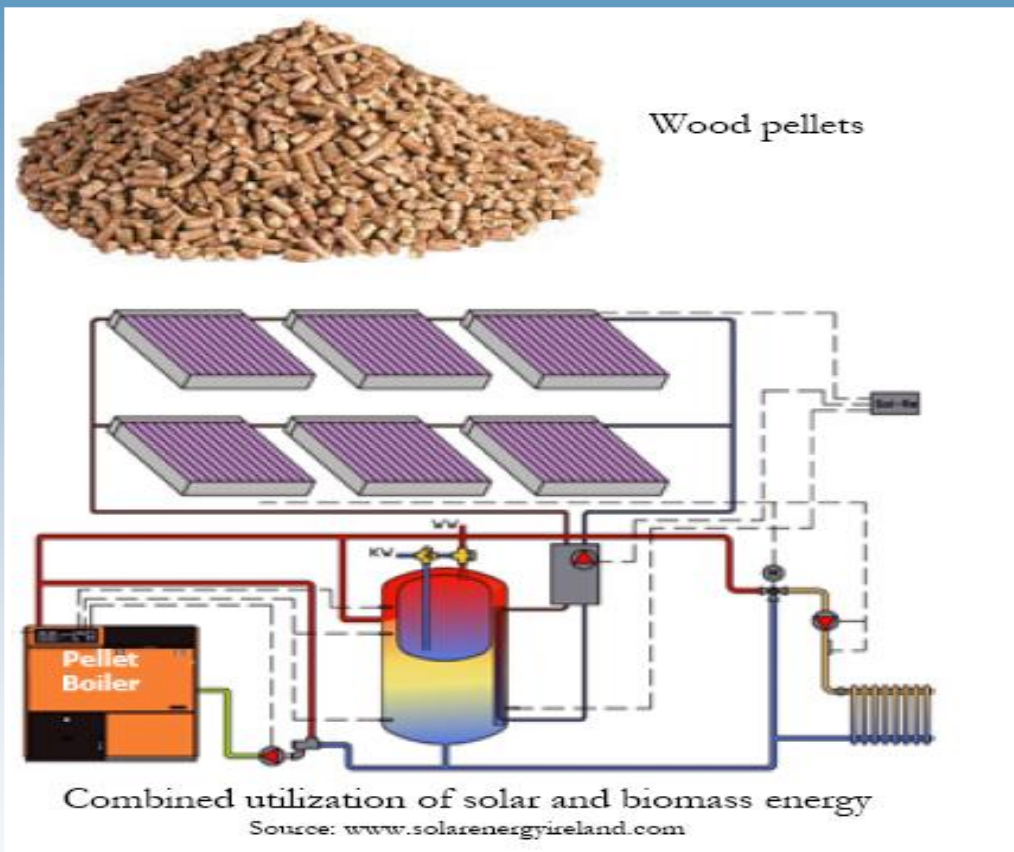 Wood pellets
WW
KW
Pellet
Boiler
Combined utilization of solar and biomass energy
Source: www.solarenergyireland.com